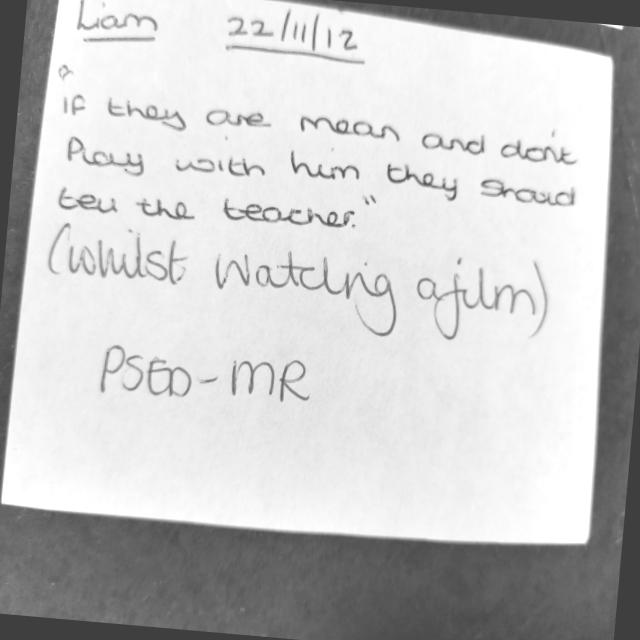 Liam 22/11/12
"If they are mean and don't
Play with him they should
tell the teacher."
(whilst watching a film)
PSED-MR